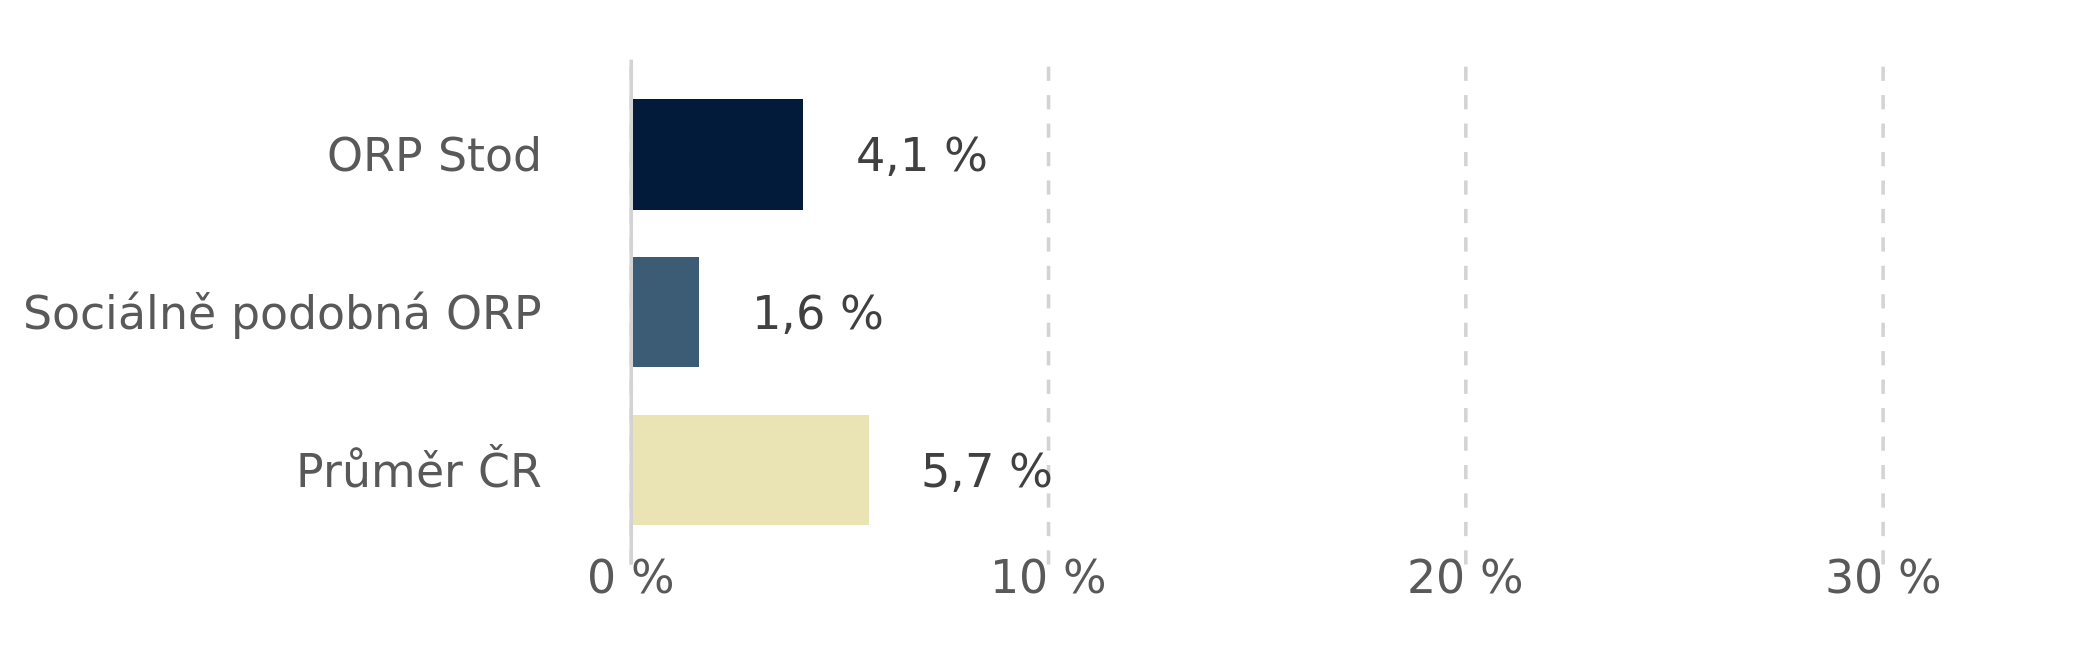 ORP Stod 4,1 %
Sociálně podobná ORP 1,6 %
Průměr ČR 5,7 %
0 % 10 % 20 % 30 %